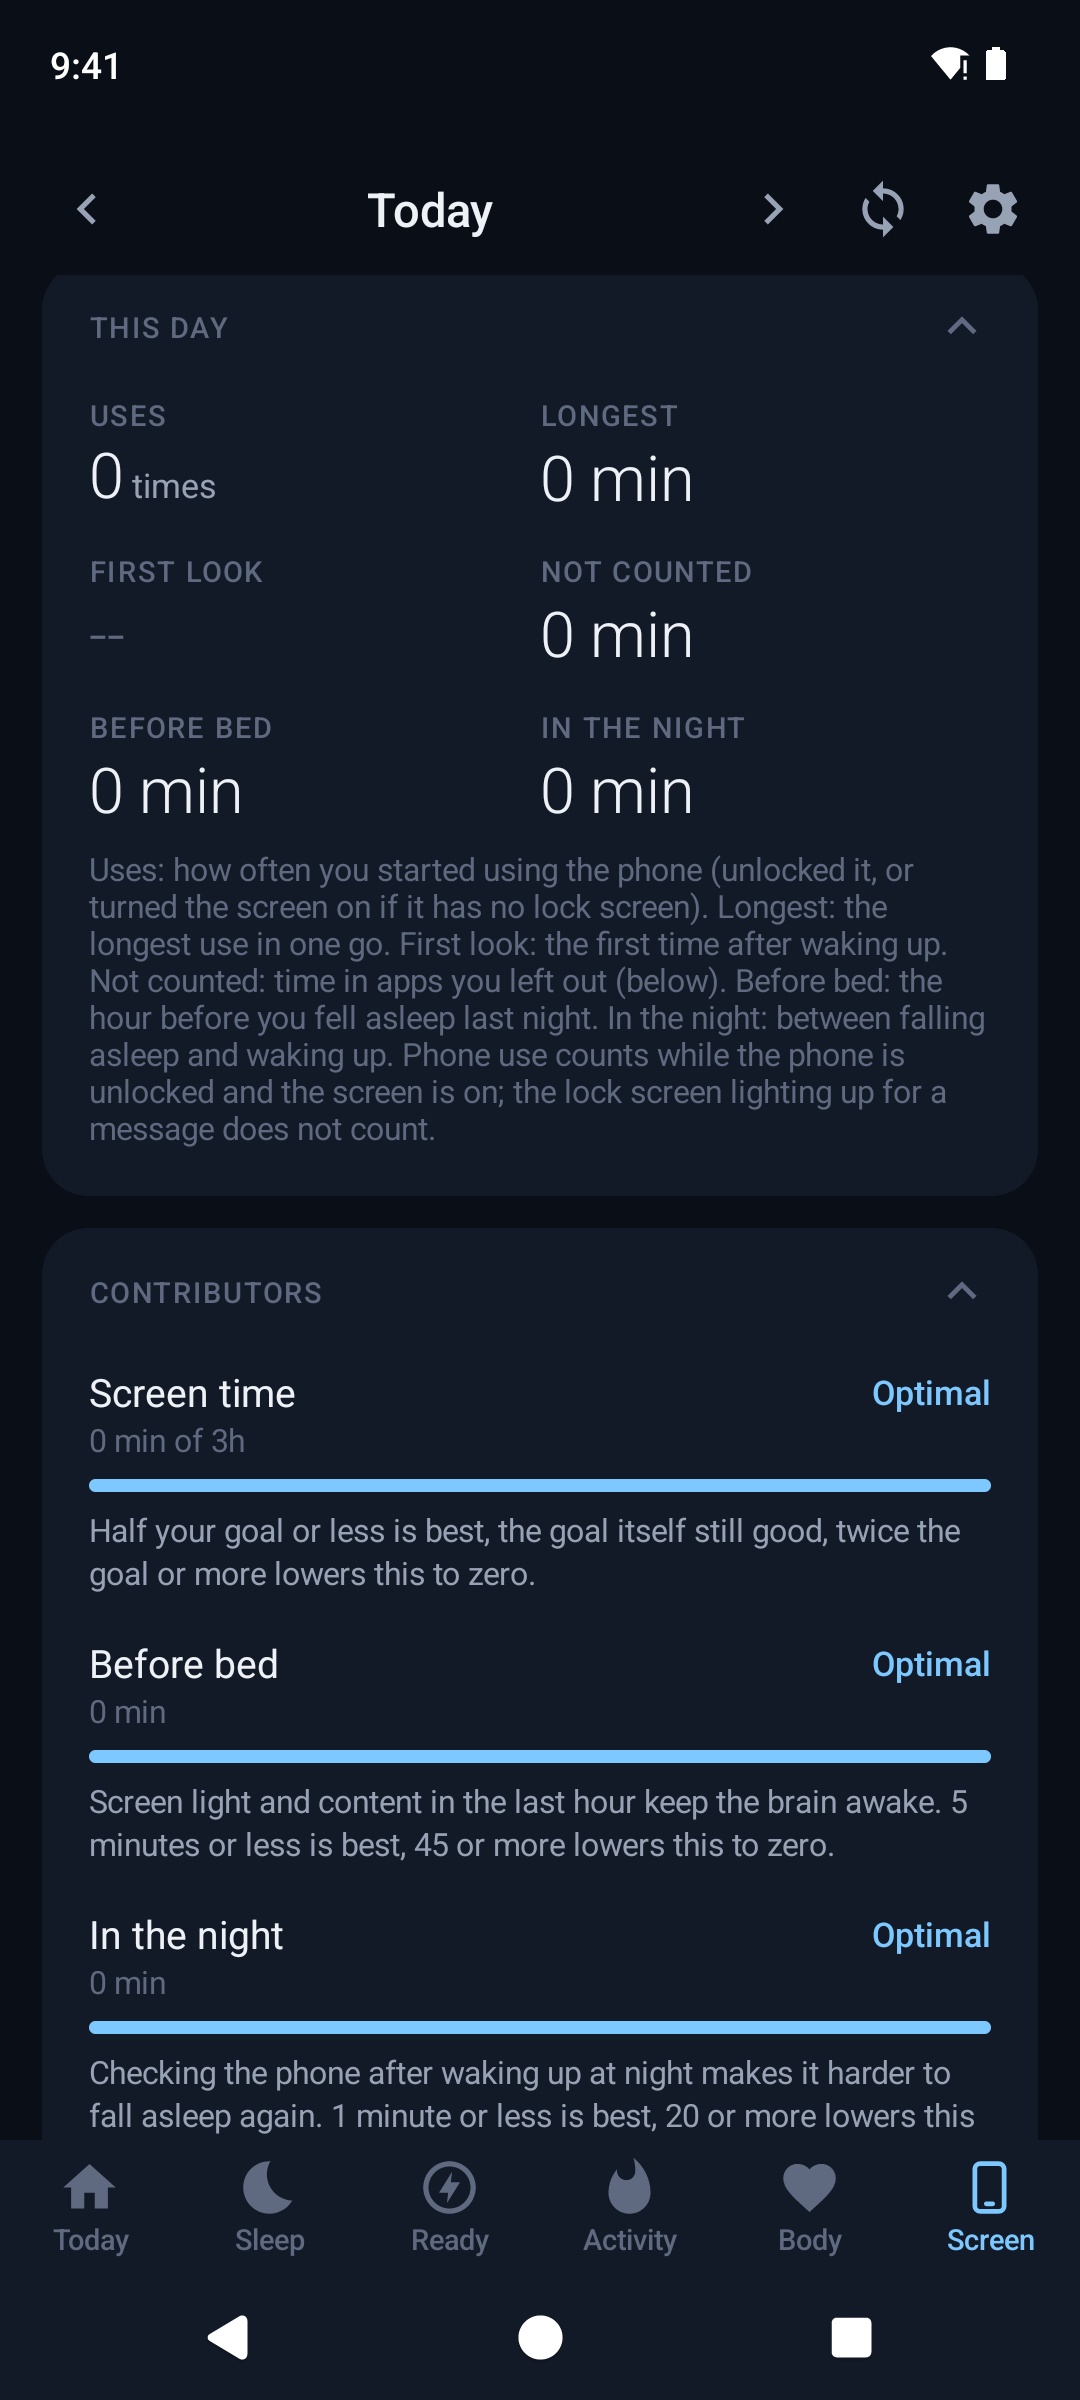 9:41
Today
THIS DAY
USES
LONGEST
0 times
0 min
FIRST LOOK
NOT COUNTED
--
0 min
BEFORE BED
IN THE NIGHT
0 min
0 min
Uses: how often you started using the phone (unlocked it, or
turned the screen on if it has no lock screen). Longest: the
longest use in one go. First look: the first time after waking up.
Not counted: time in apps you left out (below). Before bed: the
hour before you fell asleep last night. In the night: between falling
asleep and waking up. Phone use counts while the phone is
unlocked and the screen is on; the lock screen lighting up for a
message does not count.
CONTRIBUTORS
Screen time
Optimal
0 min of 3h
Half your goal or less is best, the goal itself still good, twice the
goal or more lowers this to zero.
Before bed
Optimal
0 min
Screen light and content in the last hour keep the brain awake. 5
minutes or less is best, 45 or more lowers this to zero.
In the night
Optimal
0 min
Checking the phone after waking up at night makes it harder to
fall asleep again. 1 minute or less is best, 20 or more lowers this
Today
Sleep
Ready
Activity
Body
Screen